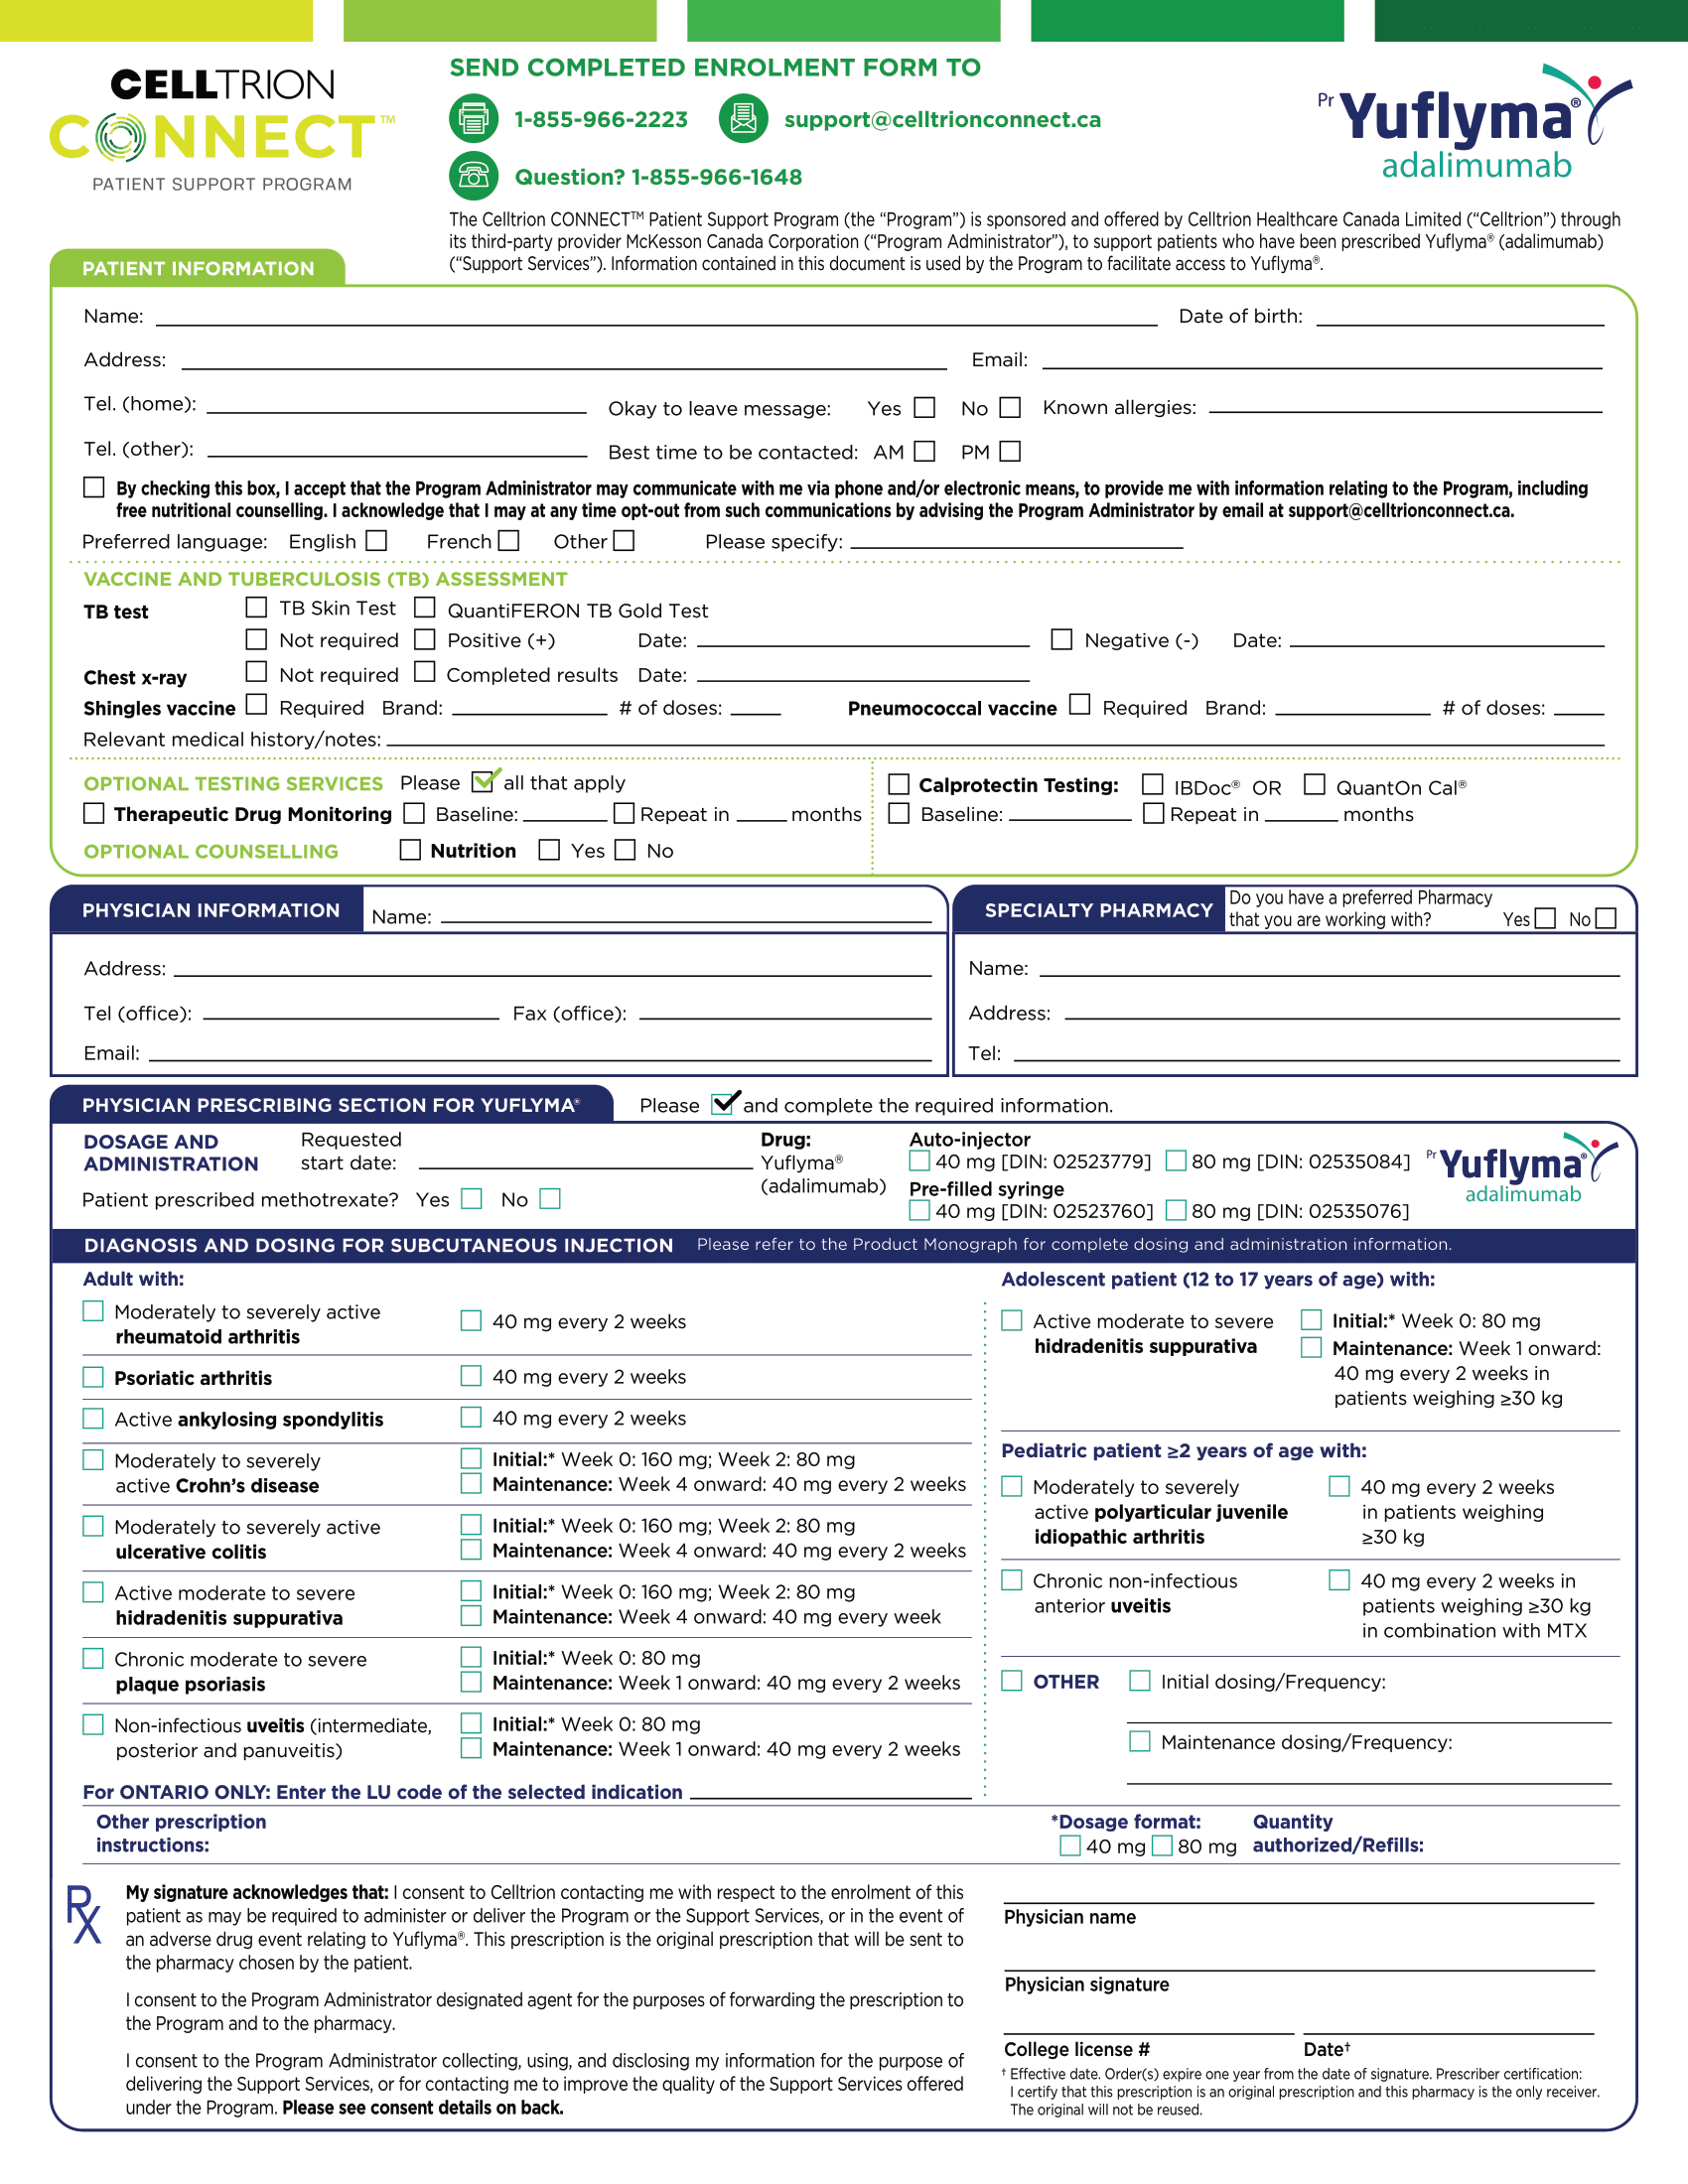 CELLTRION
CONNECT™
PATIENT SUPPORT PROGRAM
SEND COMPLETED ENROLMENT FORM TO
1-855-966-2223 support@celltrionconnect.ca
Question? 1-855-966-1648
Pr Yuflyma®
adalimumab
The Celltrion CONNECT™ Patient Support Program (the “Program”) is sponsored and offered by Celltrion Healthcare Canada Limited (“Celltrion”) through
its third-party provider McKesson Canada Corporation (“Program Administrator”), to support patients who have been prescribed Yuflyma® (adalimumab)
(“Support Services”). Information contained in this document is used by the Program to facilitate access to Yuflyma®.
PATIENT INFORMATION
Name: Date of birth:
Address: Email:
Tel. (home): Okay to leave message: Yes No Known allergies:
Tel. (other): Best time to be contacted: AM PM
By checking this box, I accept that the Program Administrator may communicate with me via phone and/or electronic means, to provide me with information relating to the Program, including
free nutritional counselling. I acknowledge that I may at any time opt-out from such communications by advising the Program Administrator by email at support@celltrionconnect.ca.
Preferred language: English French Other Please specify:
VACCINE AND TUBERCULOSIS (TB) ASSESSMENT
TB test TB Skin Test QuantiFERON TB Gold Test
Not required Positive (+) Date: Negative (-) Date:
Chest x-ray Not required Completed results Date:
Shingles vaccine Required Brand: # of doses: Pneumococcal vaccine Required Brand: # of doses:
Relevant medical history/notes:
OPTIONAL TESTING SERVICES Please all that apply
Therapeutic Drug Monitoring Baseline: Repeat in months
OPTIONAL COUNSELLING Nutrition Yes No
Calprotectin Testing: IBDoc® OR QuantOn Cal®
Baseline: Repeat in months
PHYSICIAN INFORMATION Name:
Address:
Tel (office): Fax (office):
Email:
SPECIALTY PHARMACY Do you have a preferred Pharmacy
that you are working with? Yes No
Name:
Address:
Tel:
PHYSICIAN PRESCRIBING SECTION FOR YUFLYMA® Please and complete the required information.
DOSAGE AND
ADMINISTRATION
Requested
start date:
Patient prescribed methotrexate? Yes No
Drug:
Yuflyma®
(adalimumab)
Auto-injector
40 mg [DIN: 02523779] 80 mg [DIN: 02535084]
Pre-filled syringe
40 mg [DIN: 02523760] 80 mg [DIN: 02535076]
Pr Yuflyma®
adalimumab
DIAGNOSIS AND DOSING FOR SUBCUTANEOUS INJECTION Please refer to the Product Monograph for complete dosing and administration information.
Adult with:
Moderately to severely active
rheumatoid arthritis
40 mg every 2 weeks
Psoriatic arthritis 40 mg every 2 weeks
Active ankylosing spondylitis 40 mg every 2 weeks
Moderately to severely
active Crohn’s disease
Initial:* Week 0: 160 mg; Week 2: 80 mg
Maintenance: Week 4 onward: 40 mg every 2 weeks
Moderately to severely active
ulcerative colitis
Initial:* Week 0: 160 mg; Week 2: 80 mg
Maintenance: Week 4 onward: 40 mg every 2 weeks
Active moderate to severe
hidradenitis suppurativa
Initial:* Week 0: 160 mg; Week 2: 80 mg
Maintenance: Week 4 onward: 40 mg every week
Chronic moderate to severe
plaque psoriasis
Initial:* Week 0: 80 mg
Maintenance: Week 1 onward: 40 mg every 2 weeks
Non-infectious uveitis (intermediate,
posterior and panuveitis)
Initial:* Week 0: 80 mg
Maintenance: Week 1 onward: 40 mg every 2 weeks
For ONTARIO ONLY: Enter the LU code of the selected indication
Adolescent patient (12 to 17 years of age) with:
Active moderate to severe
hidradenitis suppurativa
Initial:* Week 0: 80 mg
Maintenance: Week 1 onward:
40 mg every 2 weeks in
patients weighing ≥30 kg
Pediatric patient ≥2 years of age with:
Moderately to severely
active polyarticular juvenile
idiopathic arthritis
40 mg every 2 weeks
in patients weighing
≥30 kg
Chronic non-infectious
anterior uveitis
40 mg every 2 weeks in
patients weighing ≥30 kg
in combination with MTX
OTHER Initial dosing/Frequency:
Maintenance dosing/Frequency:
Other prescription
instructions:
*Dosage format:
40 mg 80 mg
Quantity
authorized/Refills:
Rx
My signature acknowledges that: I consent to Celltrion contacting me with respect to the enrolment of this
patient as may be required to administer or deliver the Program or the Support Services, or in the event of
an adverse drug event relating to Yuflyma®. This prescription is the original prescription that will be sent to
the pharmacy chosen by the patient.
I consent to the Program Administrator designated agent for the purposes of forwarding the prescription to
the Program and to the pharmacy.
I consent to the Program Administrator collecting, using, and disclosing my information for the purpose of
delivering the Support Services, or for contacting me to improve the quality of the Support Services offered
under the Program. Please see consent details on back.
Physician name
Physician signature
College license # Date†
† Effective date. Order(s) expire one year from the date of signature. Prescriber certification:
I certify that this prescription is an original prescription and this pharmacy is the only receiver.
The original will not be reused.